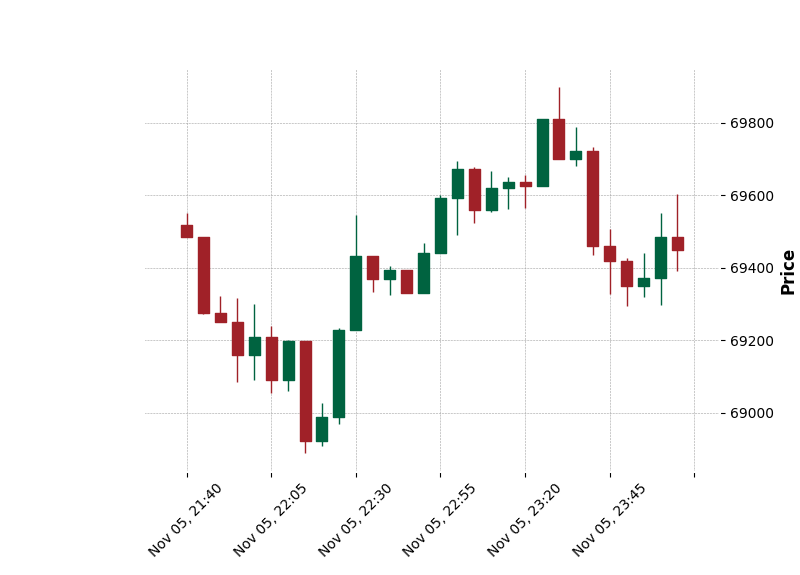 69800
69600
69400
69200
69000
Price
Nov 05, 21:40
Nov 05, 22:05
Nov 05, 22:30
Nov 05, 22:55
Nov 05, 23:20
Nov 05, 23:45